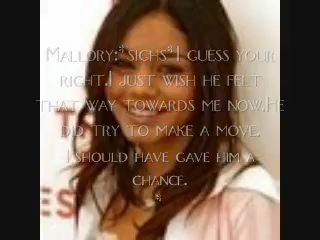 Mallory:*sighs*I guess your
right.I just wish he felt
that way towards me now.He
did try to make a move.
I should have gave him a
chance.
ES